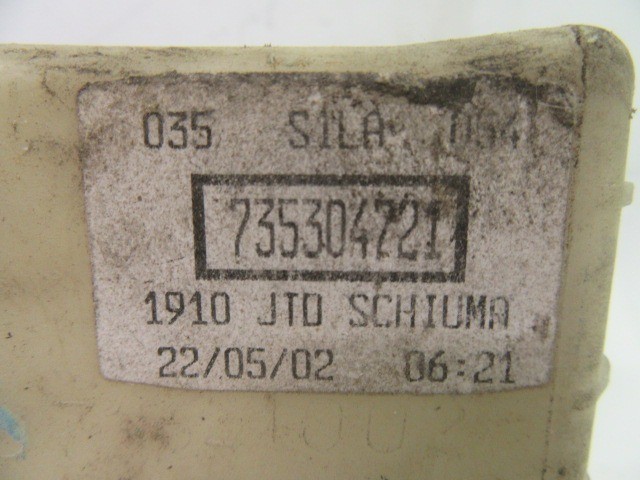 035 SILA
735304721
1910 JTD SCHIUMA
22/05/02 06:21